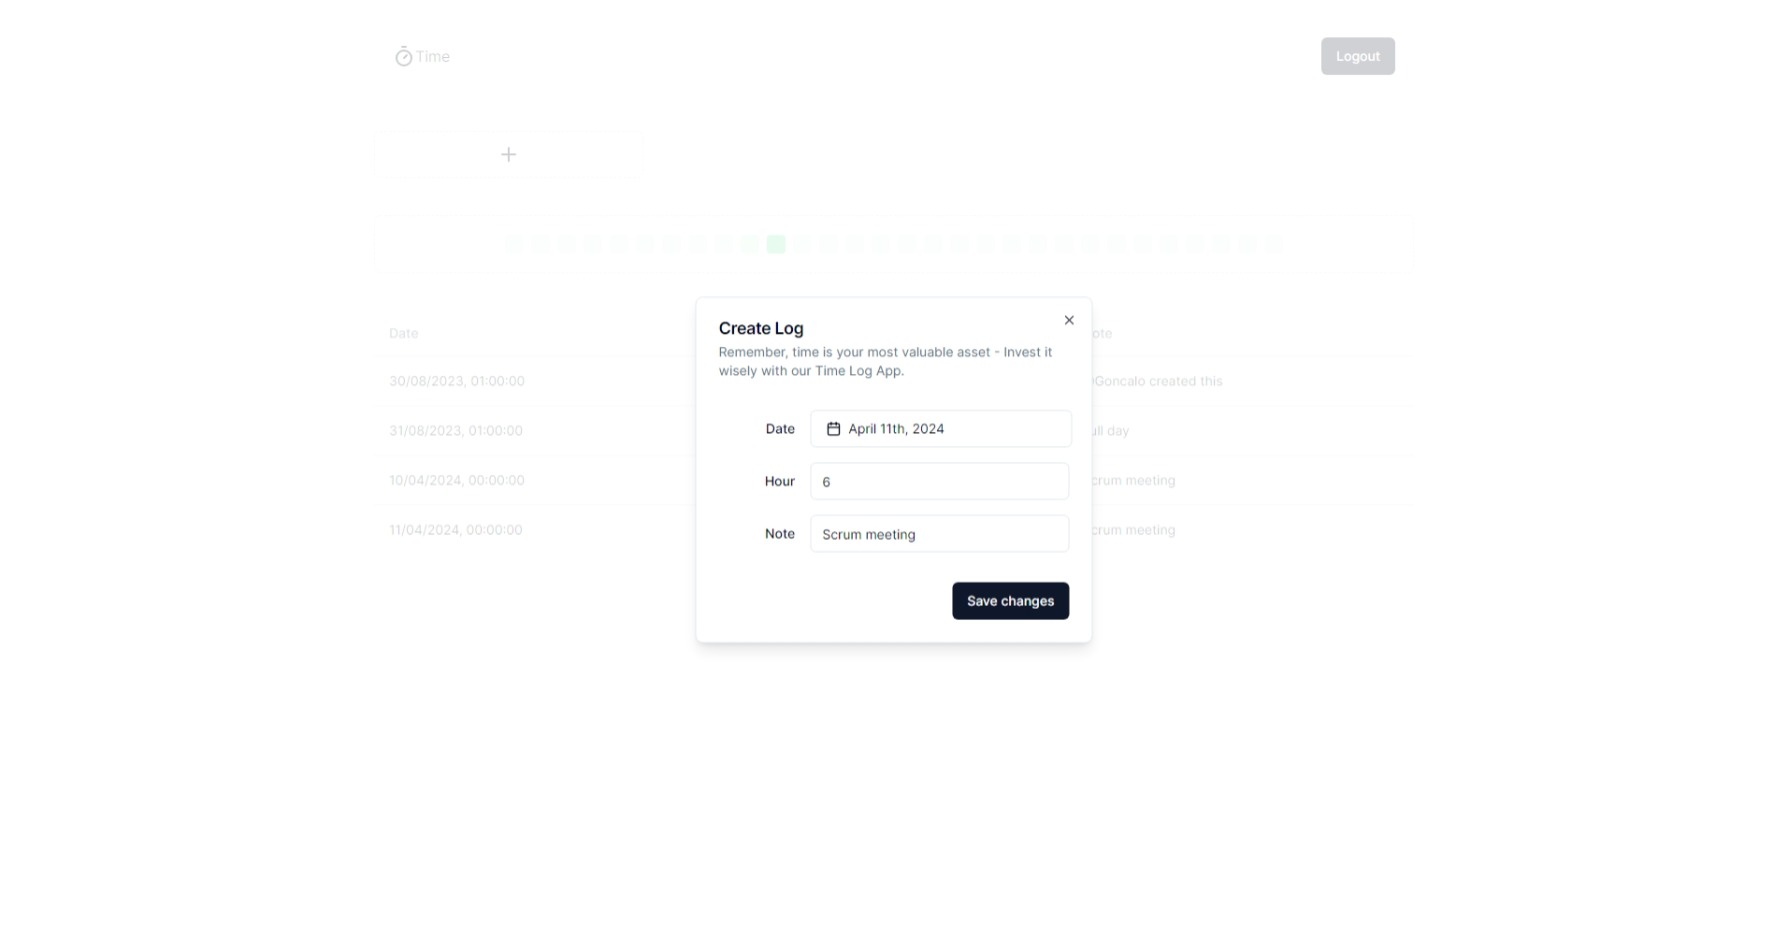 Time
Logout
Date
ote
30/08/2023, 01:00:00
Goncalo created this
31/08/2023, 01:00:00
ull day
10/04/2024, 00:00:00
crum meeting
11/04/2024, 00:00:00
crum meeting
Create Log
Remember, time is your most valuable asset - Invest it
wisely with our Time Log App.
Date
April 11th, 2024
Hour
6
Note
Scrum meeting
Save changes